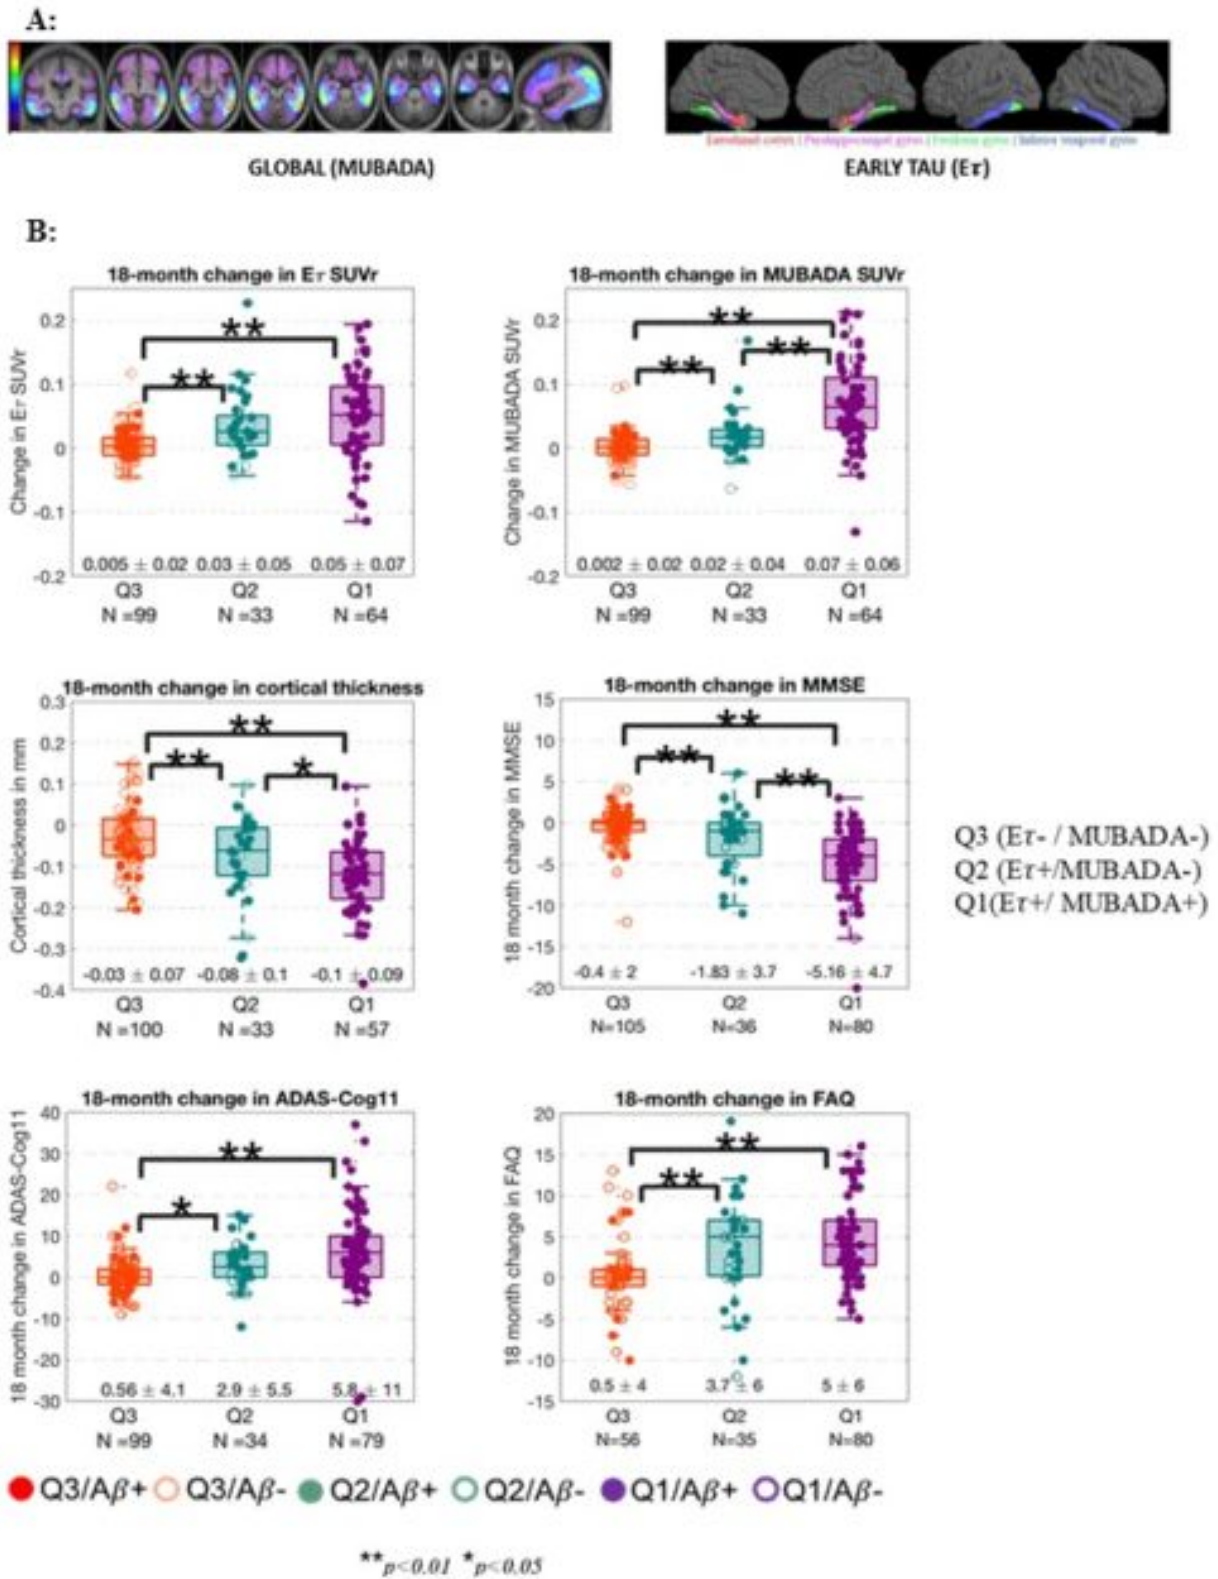 A:
Entorhinal cortex | Parahippocampal gyrus | Fusiform gyrus | Inferior temporal gyrus
GLOBAL (MUBADA)
EARLY TAU (Eτ)
B:
18-month change in Eτ SUVr
Change in Eτ SUVr
0.2
0.1
0
-0.1
-0.2
**
**
0.005 ± 0.02 0.03 ± 0.05 0.05 ± 0.07
Q3 Q2 Q1
N =99 N =33 N =64
18-month change in MUBADA SUVr
Change in MUBADA SUVr
0.2
0.1
0
-0.1
-0.2
**
**
**
0.002 ± 0.02 0.02 ± 0.04 0.07 ± 0.06
Q3 Q2 Q1
N =99 N =33 N =64
18-month change in cortical thickness
Cortical thickness in mm
0.3
0.2
0.1
0
-0.1
-0.2
-0.3
-0.4
**
**
*
-0.03 ± 0.07 -0.08 ± 0.1 -0.1 ± 0.09
Q3 Q2 Q1
N =100 N =33 N =57
18-month change in MMSE
18 month change in MMSE
15
10
5
0
-5
-10
-15
-20
**
**
**
-0.4 ± 2 -1.83 ± 3.7 -5.16 ± 4.7
Q3 Q2 Q1
N=105 N=36 N=80
Q3 (Eτ- / MUBADA-)
Q2 (Eτ+/MUBADA-)
Q1(Eτ+/ MUBADA+)
18-month change in ADAS-Cog11
18 month change in ADAS-Cog11
40
30
20
10
0
-10
-20
-30
**
*
0.56 ± 4.1 2.9 ± 5.5 5.8 ± 11
Q3 Q2 Q1
N =99 N =34 N =79
18-month change in FAQ
18 month change in FAQ
20
15
10
5
0
-5
-10
-15
**
**
0.5 ± 4 3.7 ± 6 5 ± 6
Q3 Q2 Q1
N=56 N=35 N=80
Q3/Aβ+ Q3/Aβ- Q2/Aβ+ Q2/Aβ- Q1/Aβ+ Q1/Aβ-
**p<0.01 *p<0.05